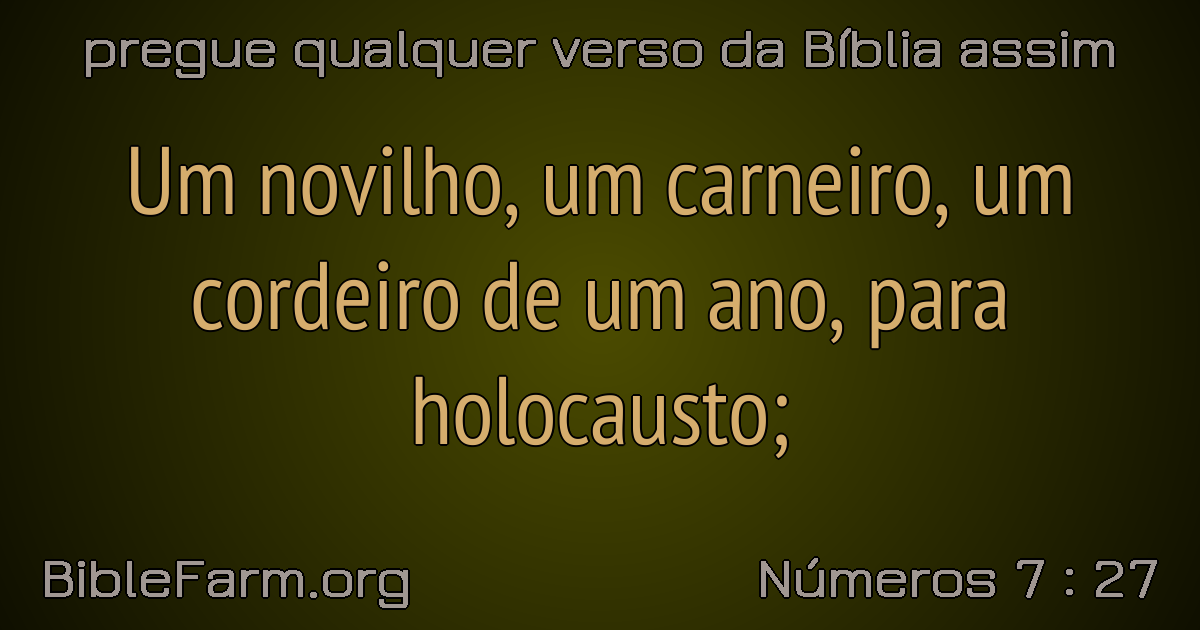 pregue qualquer verso da Bíblia assim
Um novilho, um carneiro, um
cordeiro de um ano, para
holocausto;
BibleFarm.org
Números 7 : 27